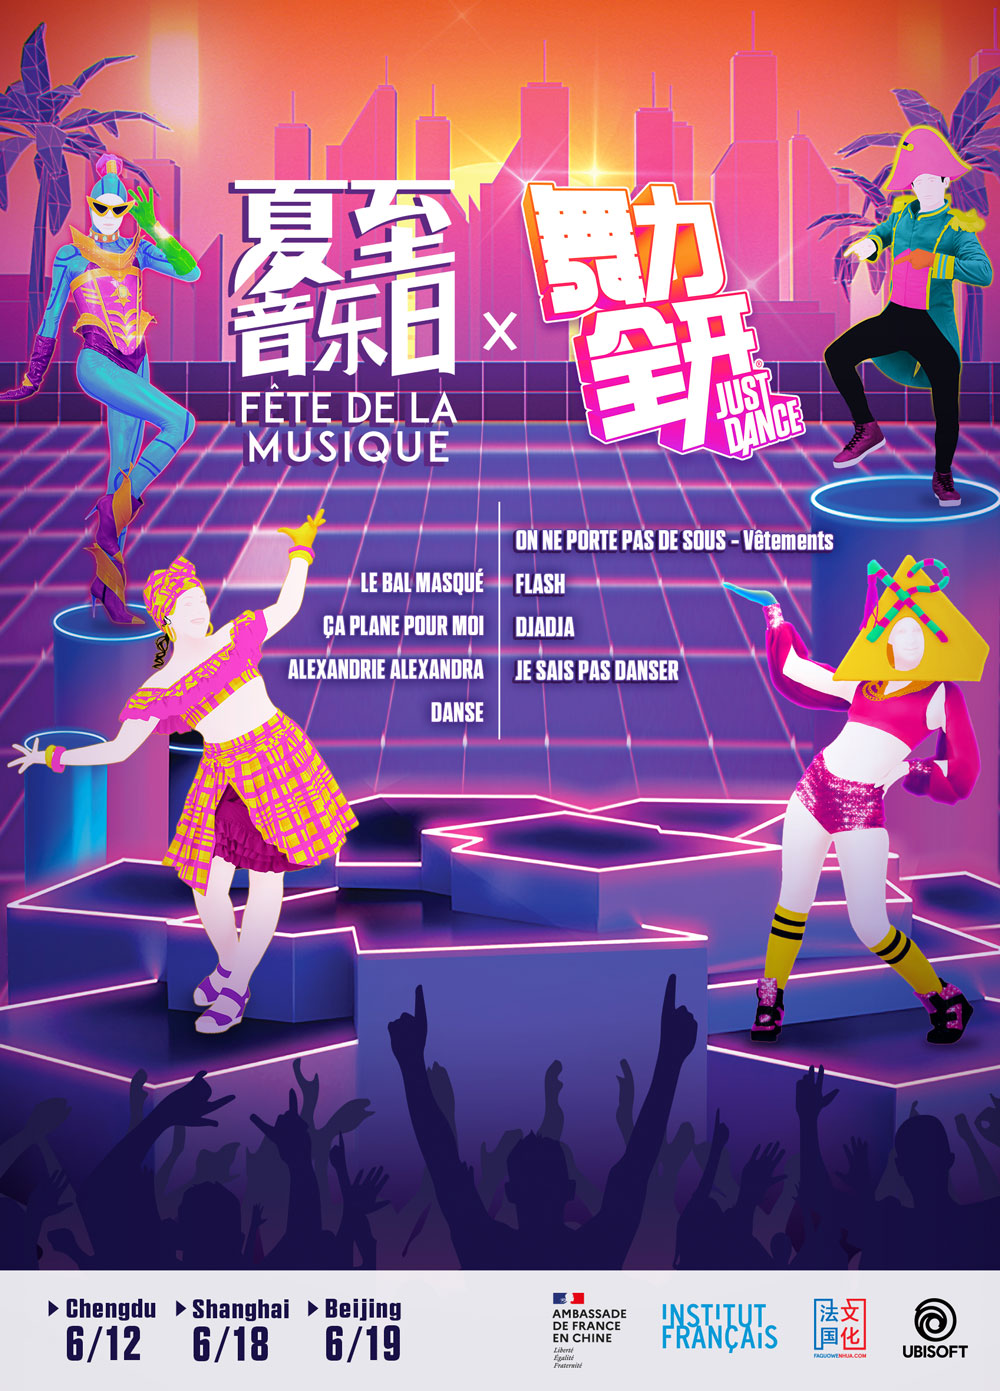 夏至
音乐日
FÊTE DE LA
MUSIQUE
X
舞力
全开
JUST
DANCE
®
LE BAL MASQUÉ
ÇA PLANE POUR MOI
ALEXANDRIE ALEXANDRA
DANSE
ON NE PORTE PAS DE SOUS - Vêtements
FLASH
DJADJA
JE SAIS PAS DANSER
Chengdu
6/12
Shanghai
6/18
Beijing
6/19
AMBASSADE
DE FRANCE
EN CHINE
Liberté
Égalité
Fraternité
INSTITUT
FRANÇAIS
法文
国化
FAGUOWENHUA.COM
UBISOFT